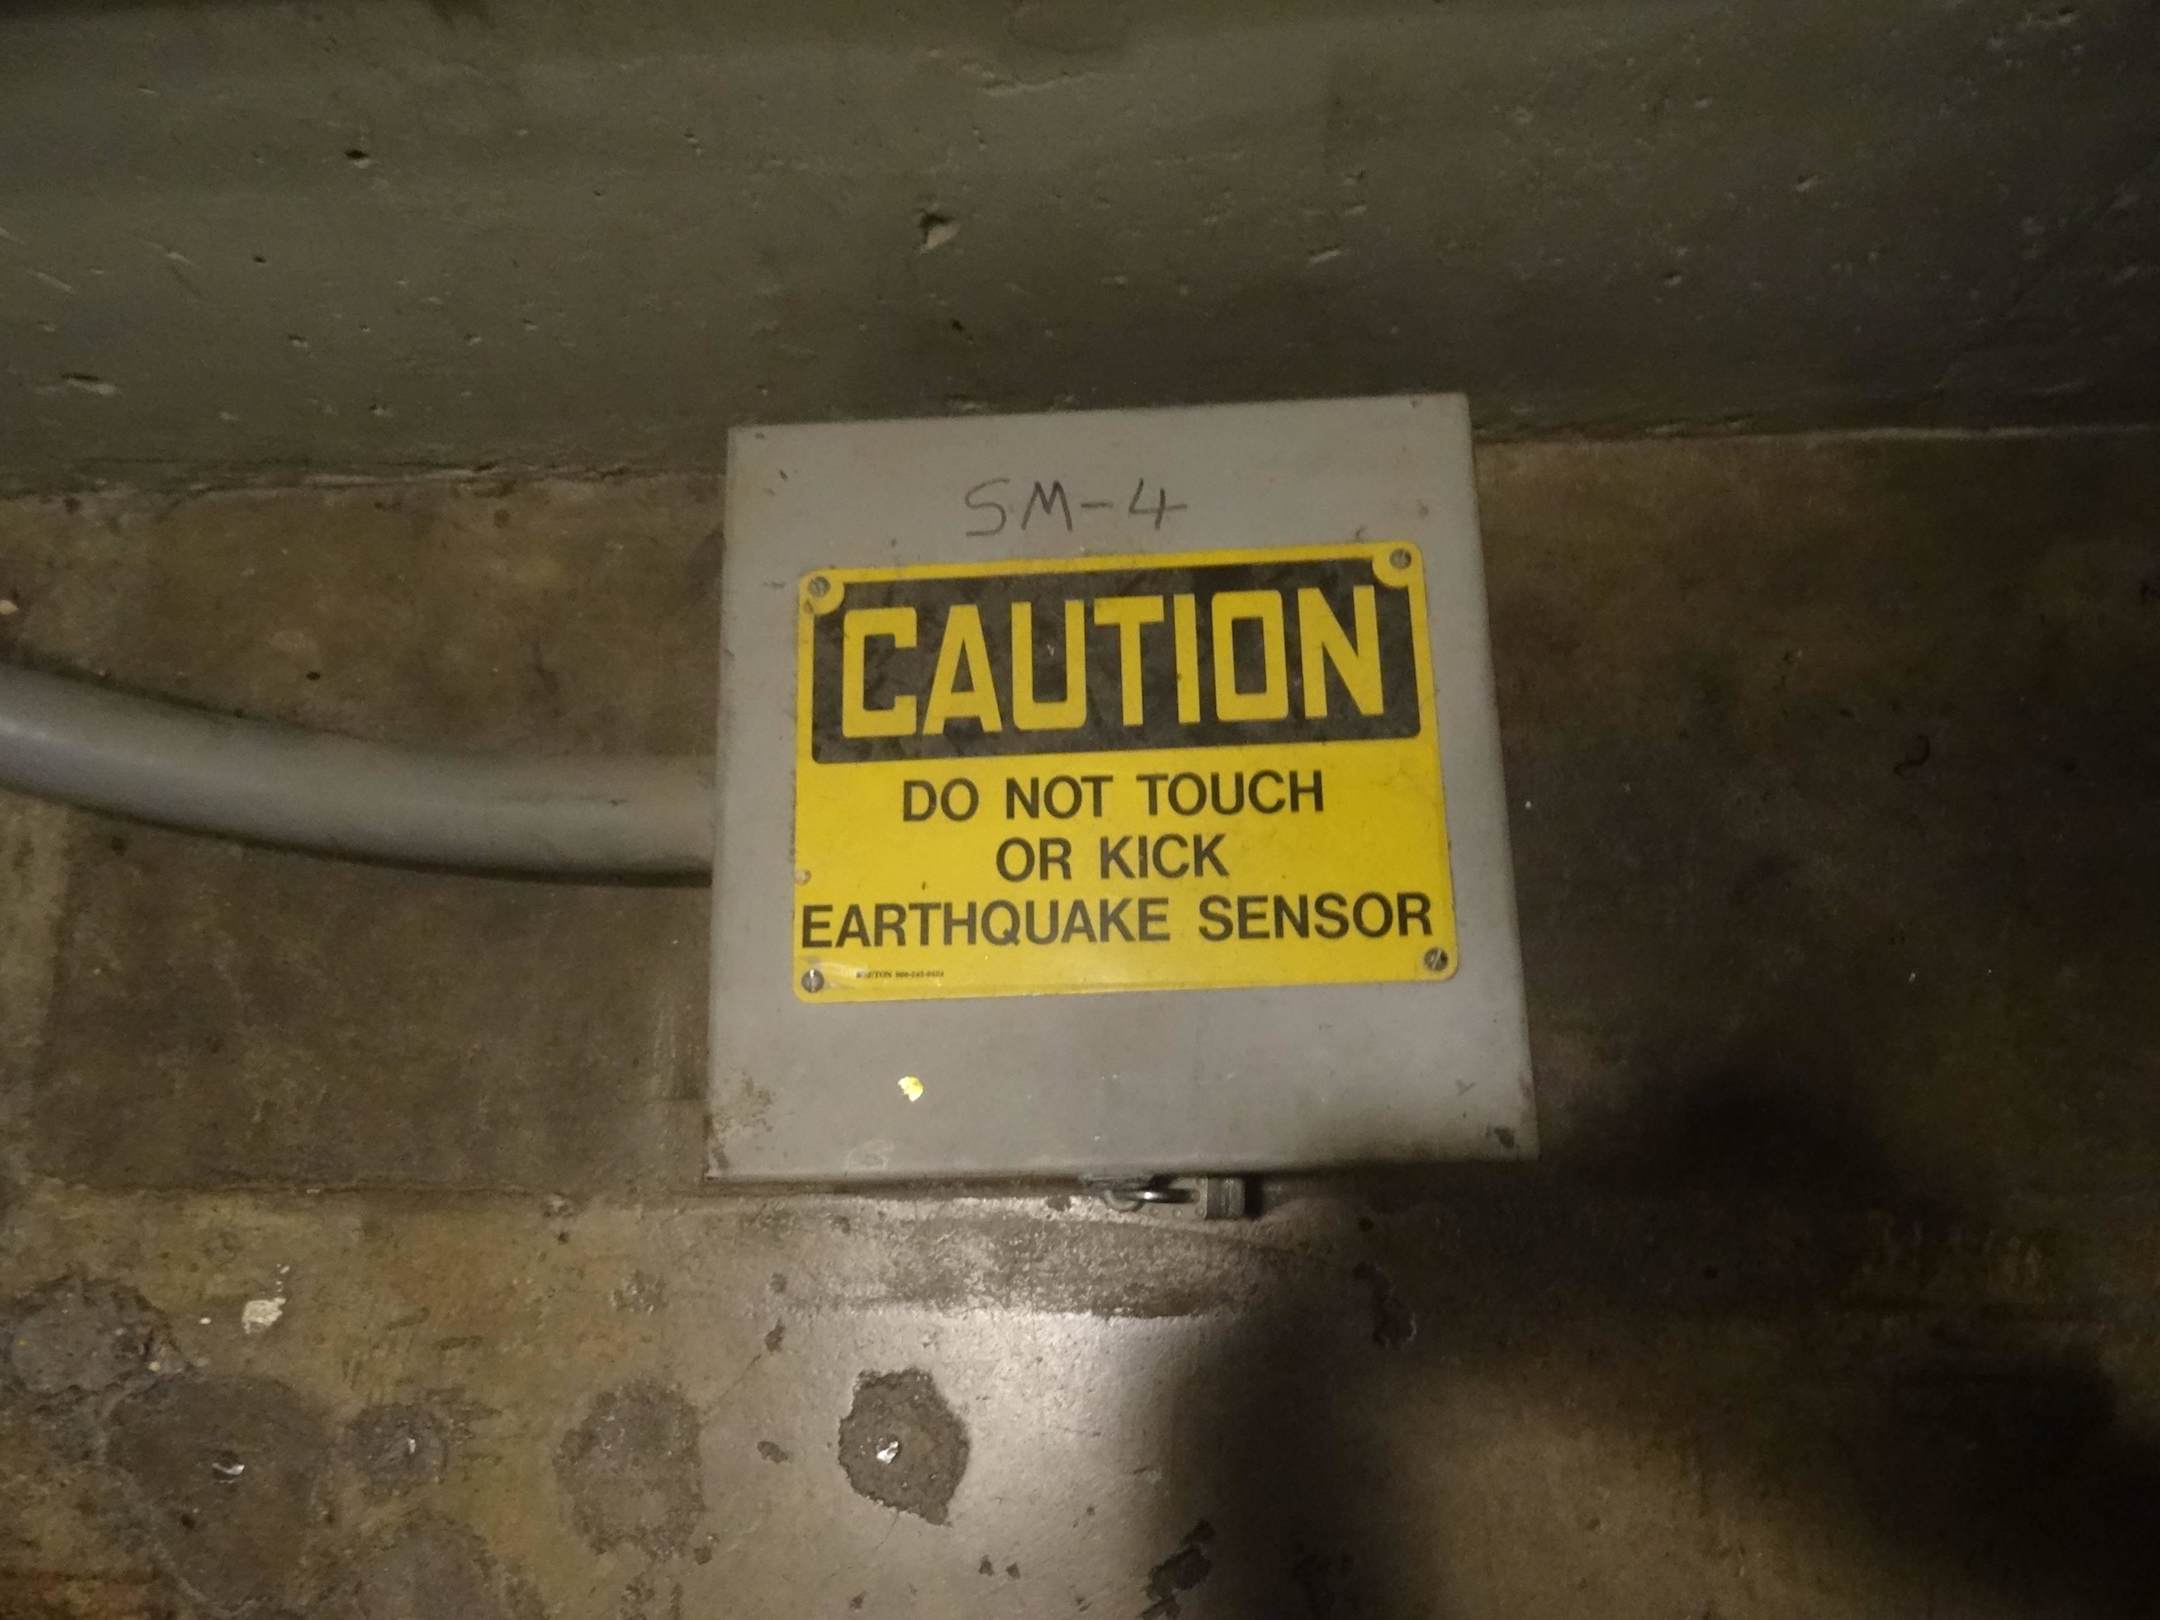 SM-4
CAUTION
DO NOT TOUCH
OR KICK
EARTHQUAKE SENSOR